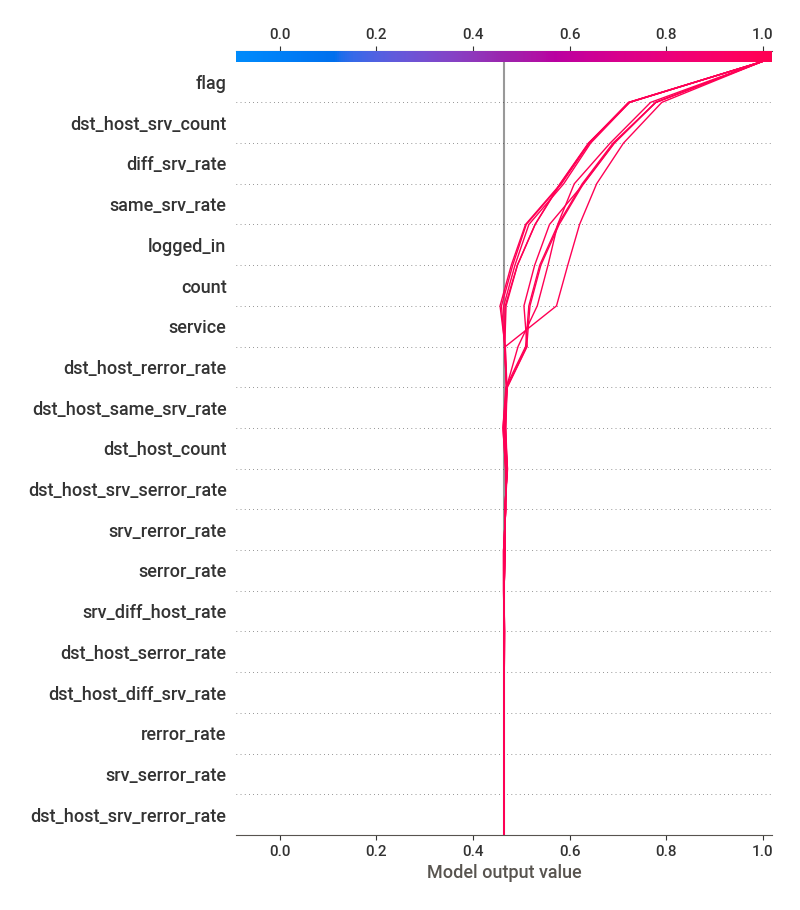 0.0 0.2 0.4 0.6 0.8 1.0
flag
dst_host_srv_count
diff_srv_rate
same_srv_rate
logged_in
count
service
dst_host_rerror_rate
dst_host_same_srv_rate
dst_host_count
dst_host_srv_serror_rate
srv_rerror_rate
serror_rate
srv_diff_host_rate
dst_host_serror_rate
dst_host_diff_srv_rate
rerror_rate
srv_serror_rate
dst_host_srv_rerror_rate
0.0 0.2 0.4 0.6 0.8 1.0
Model output value